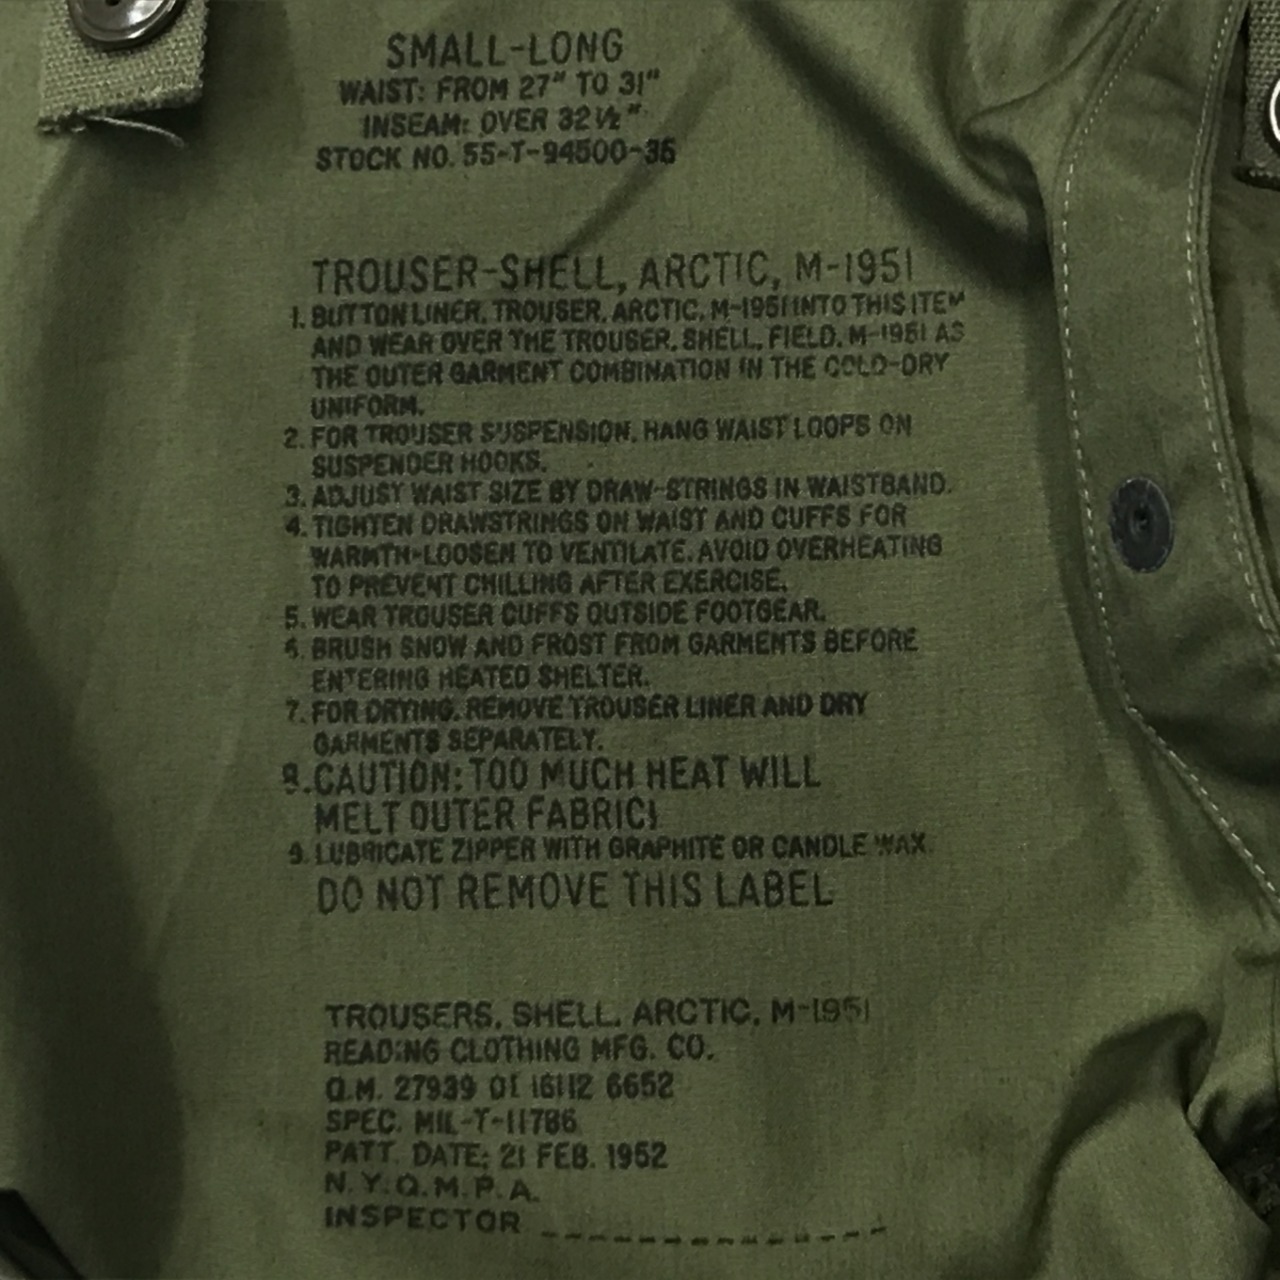 SMALL-LONG
WAIST: FROM 27" TO 31"
INSEAM: OVER 32½"
STOCK NO. 55-T-94500-36
TROUSER-SHELL, ARCTIC, M-1951
1. BUTTON LINER, TROUSER, ARCTIC, M-1951 INTO THIS ITEM
AND WEAR OVER THE TROUSER, SHELL, FIELD, M-1951 AS
THE OUTER GARMENT COMBINATION IN THE COLD-DRY
UNIFORM.
2. FOR TROUSER SUSPENSION, HANG WAIST LOOPS ON
SUSPENDER HOOKS.
3. ADJUST WAIST SIZE BY DRAW-STRINGS IN WAISTBAND.
4. TIGHTEN DRAWSTRINGS ON WAIST AND CUFFS FOR
WARMTH-LOOSEN TO VENTILATE. AVOID OVERHEATING
TO PREVENT CHILLING AFTER EXERCISE.
5. WEAR TROUSER CUFFS OUTSIDE FOOTGEAR.
6. BRUSH SNOW AND FROST FROM GARMENTS BEFORE
ENTERING HEATED SHELTER.
7. FOR DRYING, REMOVE TROUSER LINER AND DRY
GARMENTS SEPARATELY.
8. CAUTION: TOO MUCH HEAT WILL
MELT OUTER FABRIC!
9. LUBRICATE ZIPPER WITH GRAPHITE OR CANDLE WAX.
DO NOT REMOVE THIS LABEL
TROUSERS, SHELL, ARCTIC, M-1951
READING CLOTHING MFG. CO.
Q.M. 27939 OI 16112 6652
SPEC. MIL-T-11786
PATT. DATE: 21 FEB. 1952
N.Y.Q.M.P.A.
INSPECTOR